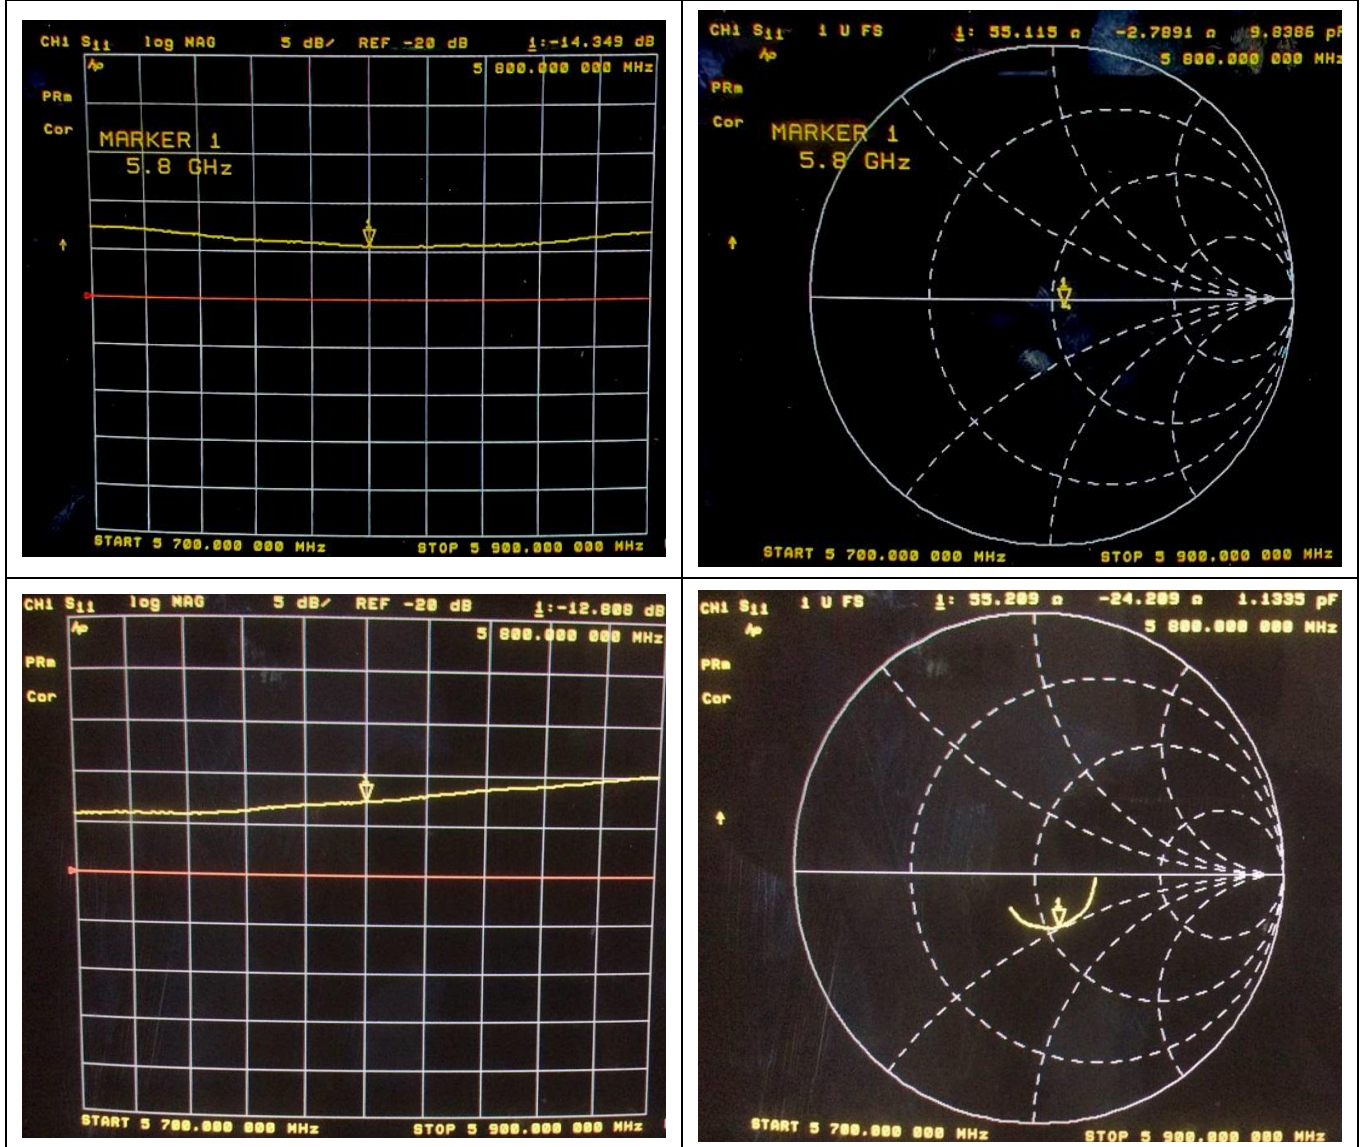 CH1 S11 log MAG 5 dB/ REF -20 dB 1:-14.349 dB
5 800.000 000 MHz
PRm
Cor
MARKER 1
5.8 GHz
START 5 700.000 000 MHz STOP 5 900.000 000 MHz
CH1 S11 1 U FS 1: 55.115 Ω -2.7891 Ω 9.8386 pF
5 800.000 000 MHz
PRm
Cor
MARKER 1
5.8 GHz
1
START 5 700.000 000 MHz STOP 5 900.000 000 MHz
CH1 S11 log MAG 5 dB/ REF -20 dB 1:-12.808 dB
5 800.000 000 MHz
PRm
Cor
1
START 5 700.000 000 MHz STOP 5 900.000 000 MHz
CH1 S11 1 U FS 1: 55.209 Ω -24.209 Ω 1.1335 pF
5 800.000 000 MHz
PRm
Cor
1
START 5 700.000 000 MHz STOP 5 900.000 000 MHz